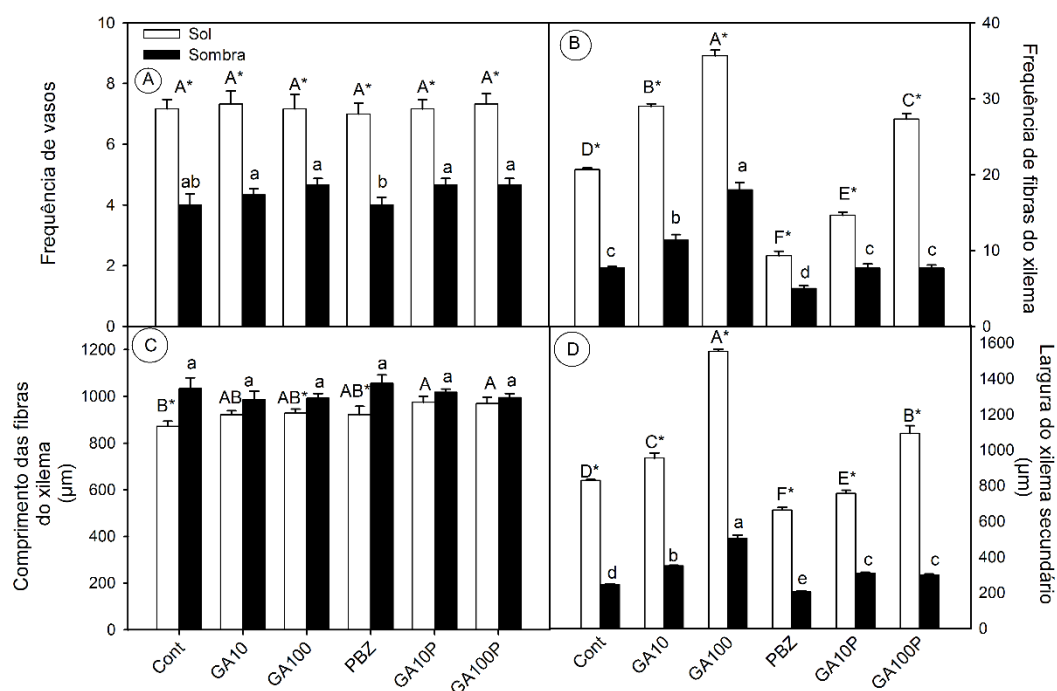 Sol
Sombra
A
Frequência de vasos
10
8
6
4
2
0
A* A* A* A* A* A*
ab a a b a a
B
Frequência de fibras do xilema
40
30
20
10
0
D* B* A* F* E* C*
c b a d c c
C
Comprimento das fibras
do xilema
(µm)
1200
1000
800
600
400
200
0
B* AB AB* AB* A A
a a a a a a
D
Largura do xilema secundário
(µm)
1600
1400
1200
1000
800
600
400
200
0
D* C* A* F* E* B*
d b a e c c
Cont GA10 GA100 PBZ GA10P GA100P
Cont GA10 GA100 PBZ GA10P GA100P